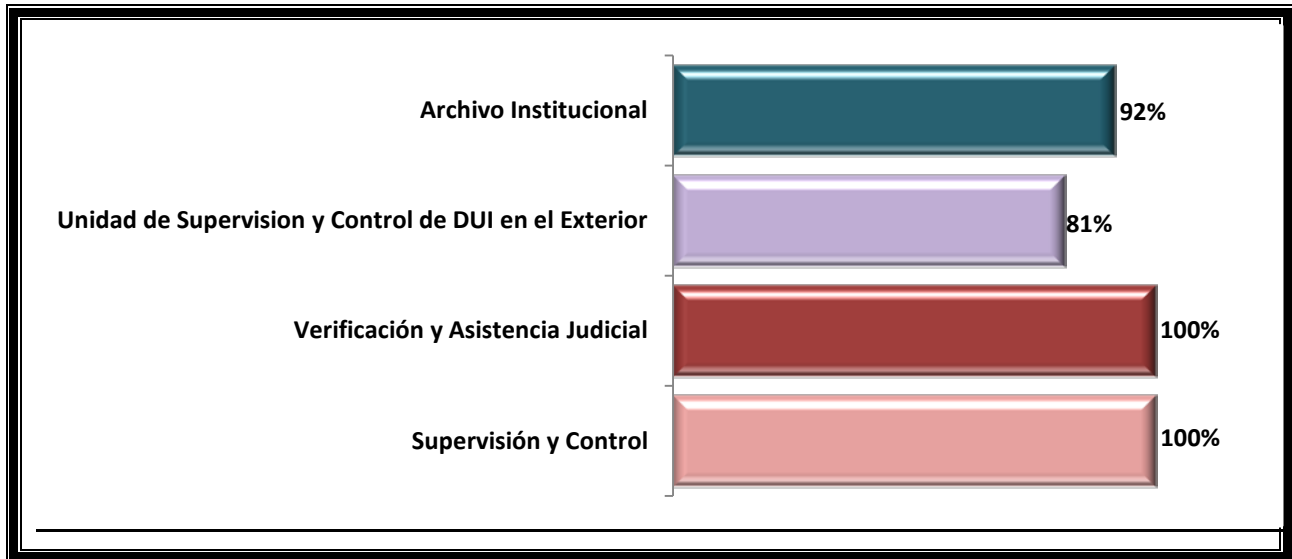 Archivo Institucional 92%
Unidad de Supervision y Control de DUI en el Exterior 81%
Verificación y Asistencia Judicial 100%
Supervisión y Control 100%